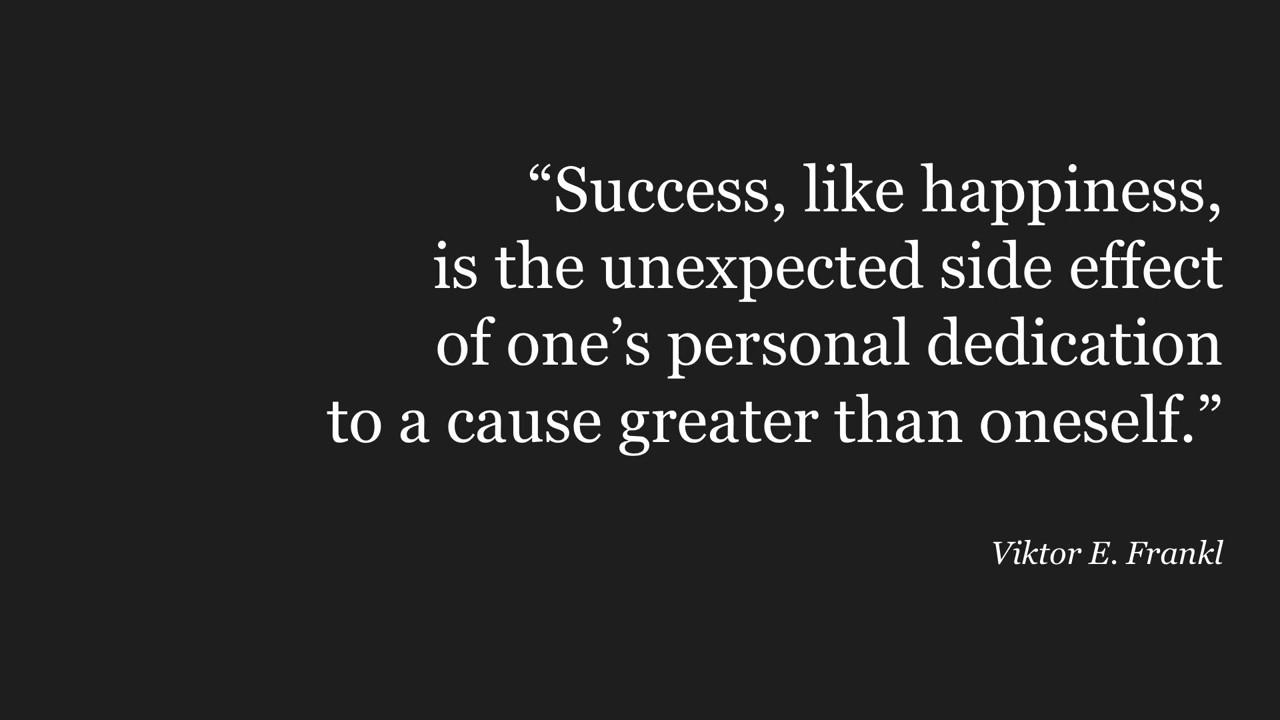 “Success, like happiness,
is the unexpected side effect
of one’s personal dedication
to a cause greater than oneself.”
Viktor E. Frankl